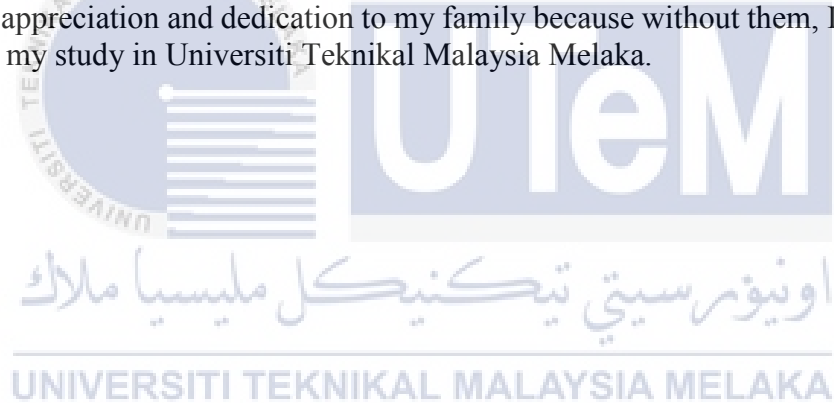 appreciation and dedication to my family because without them, I
my study in Universiti Teknikal Malaysia Melaka.
UTeM
اونيۏرسيتي تيكنيكل مليسيا ملاك
UNIVERSITI TEKNIKAL MALAYSIA MELAKA